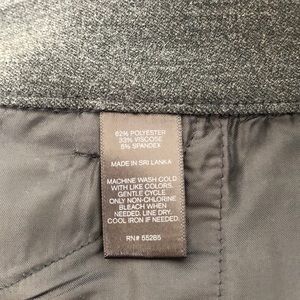 62% POLYESTER
33% VISCOSE
5% SPANDEX
MADE IN SRI LANKA
MACHINE WASH COLD
WITH LIKE COLORS.
GENTLE CYCLE
ONLY NON-CHLORINE
BLEACH WHEN
NEEDED. LINE DRY.
COOL IRON IF NEEDED.
RN# 55285